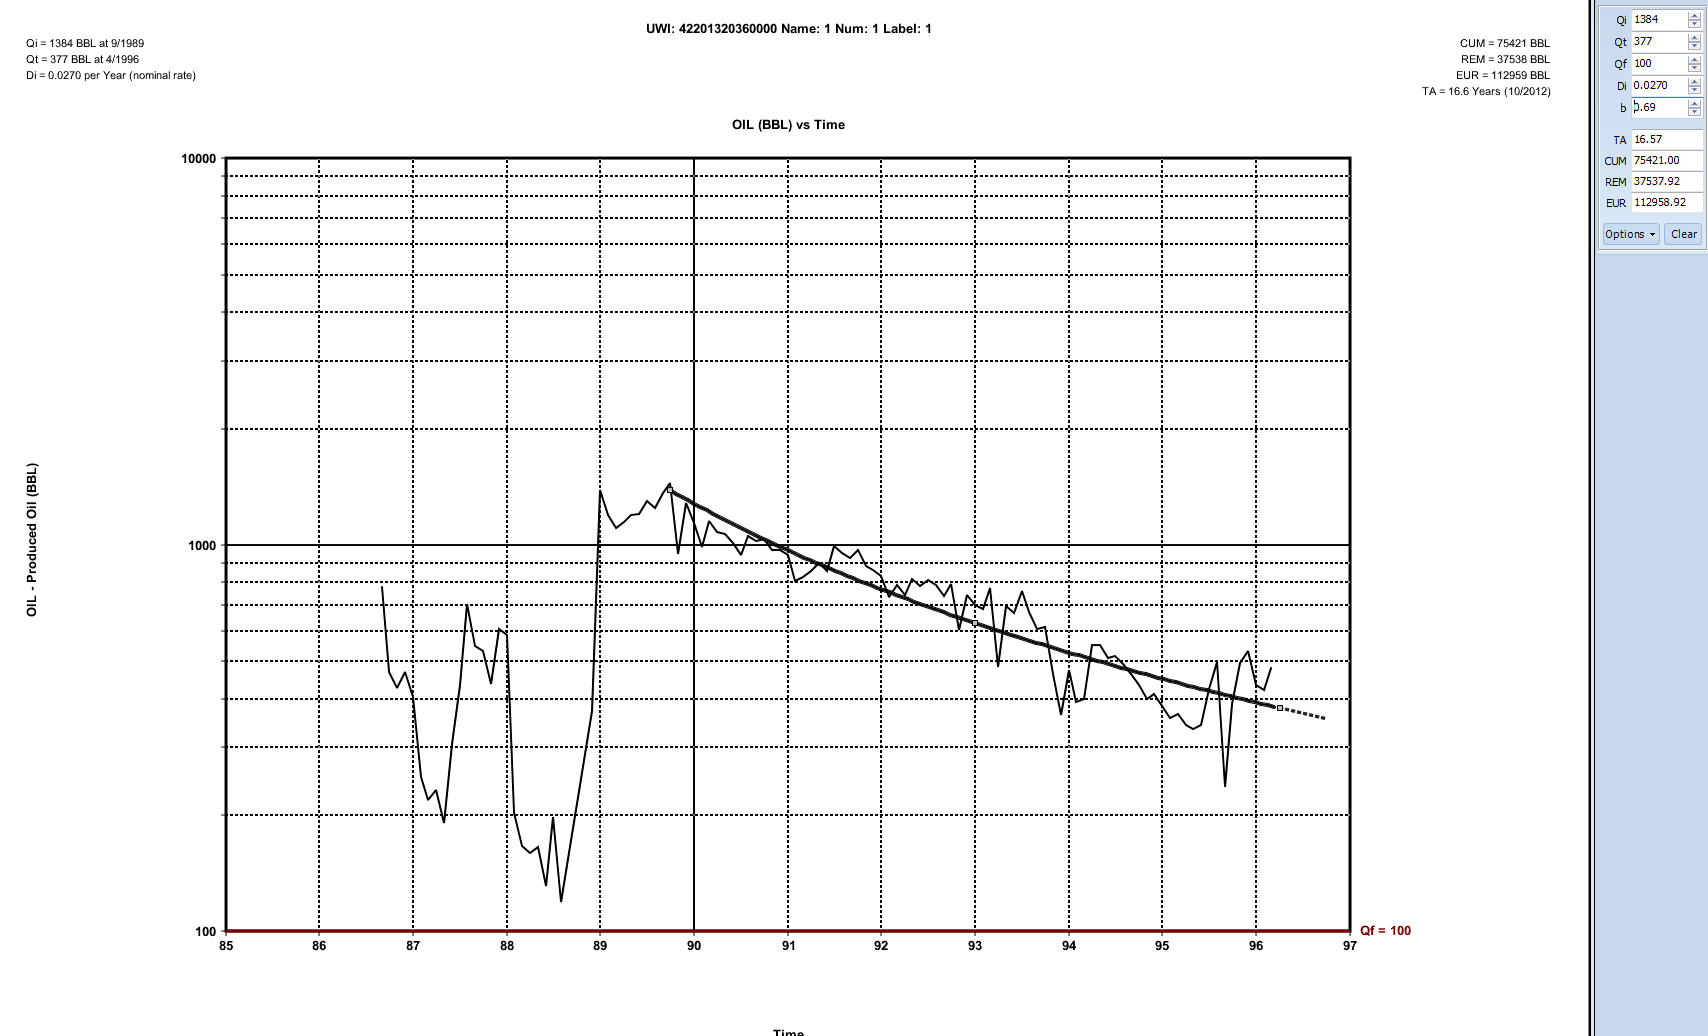 UWI: 42201320360000 Name: 1 Num: 1 Label: 1
Qi = 1384 BBL at 9/1989
Qt = 377 BBL at 4/1996
Di = 0.0270 per Year (nominal rate)
CUM = 75421 BBL
REM = 37538 BBL
EUR = 112959 BBL
TA = 16.6 Years (10/2012)
OIL (BBL) vs Time
OIL - Produced Oil (BBL)
10000
1000
100
85 86 87 88 89 90 91 92 93 94 95 96 97
Qf = 100
Time
Qi 1384
Qt 377
Qf 100
Di 0.0270
b 0.69
TA 16.57
CUM 75421.00
REM 37537.92
EUR 112958.92
Options Clear